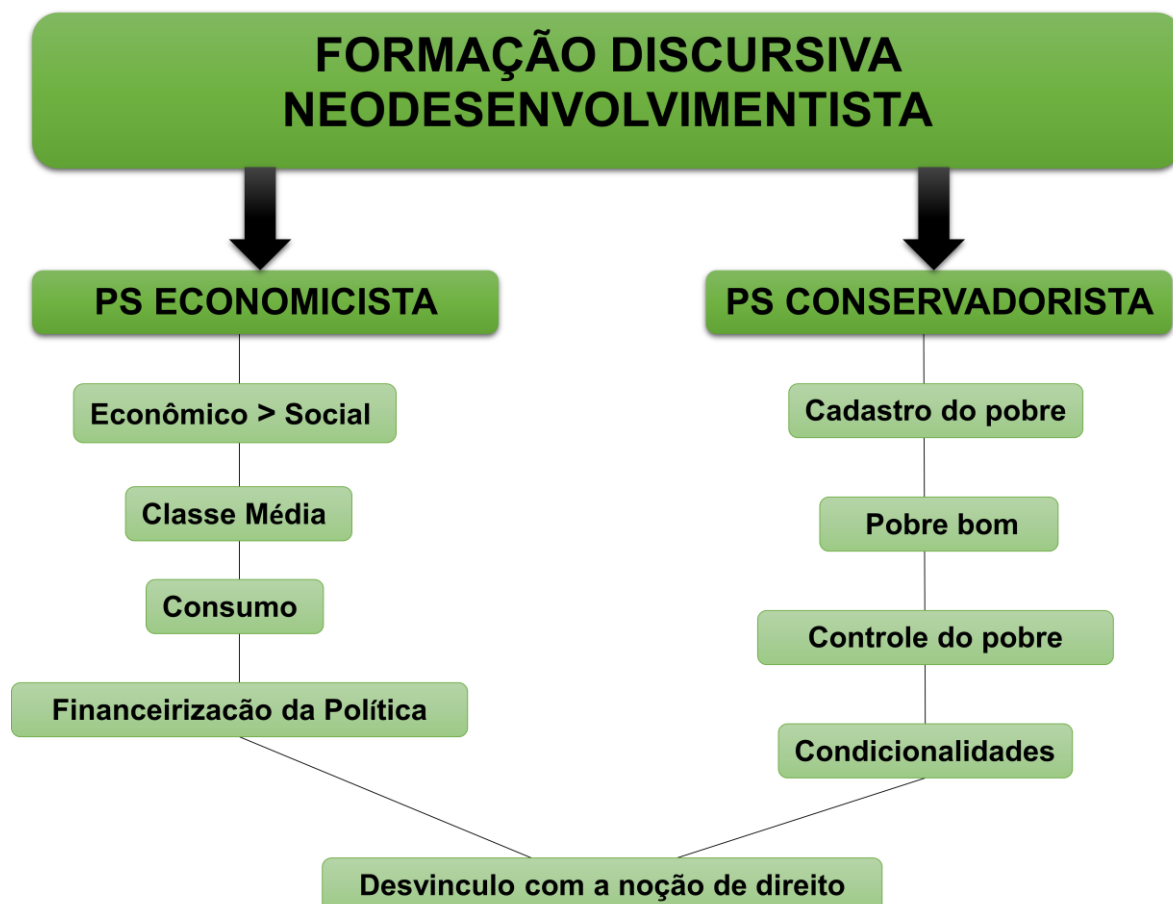 FORMAÇÃO DISCURSIVA
NEODESENVOLVIMENTISTA
PS ECONOMICISTA
Econômico > Social
Classe Média
Consumo
Financeirizacão da Política
PS CONSERVADORISTA
Cadastro do pobre
Pobre bom
Controle do pobre
Condicionalidades
Desvinculo com a noção de direito